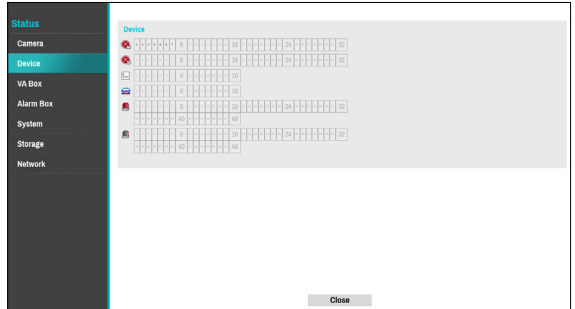 Status
Camera
Device
VA Box
Alarm Box
System
Storage
Network
Device
8 16 24 32
8 16 24 32
8 16
8 16
8 16 24 32
40 48
8 16 24 32
40 48
Close